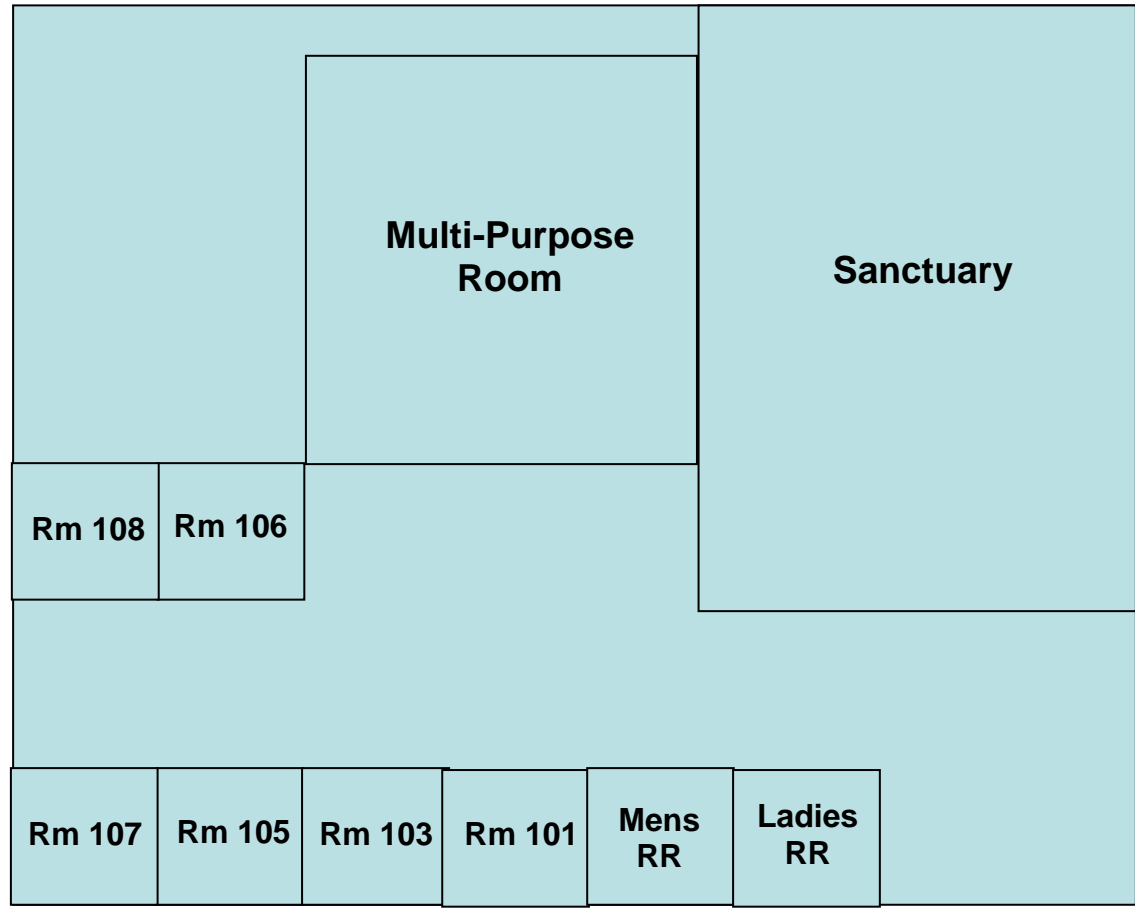 Multi-Purpose
Room
Sanctuary
Rm 108
Rm 106
Rm 107
Rm 105
Rm 103
Rm 101
Mens
RR
Ladies
RR